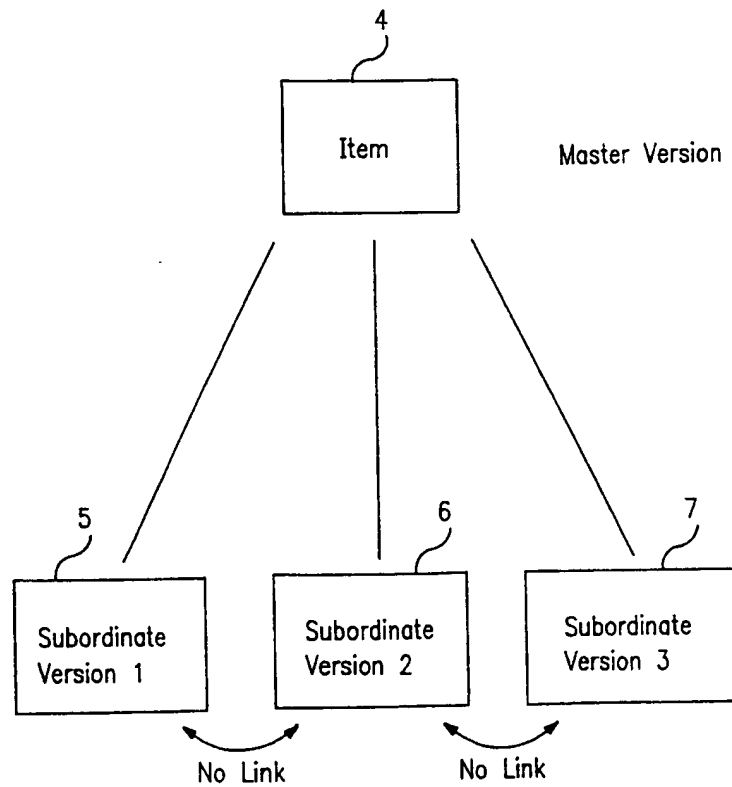 4
Item
Master Version
5
6
7
Subordinate
Version 1
Subordinate
Version 2
Subordinate
Version 3
No Link
No Link